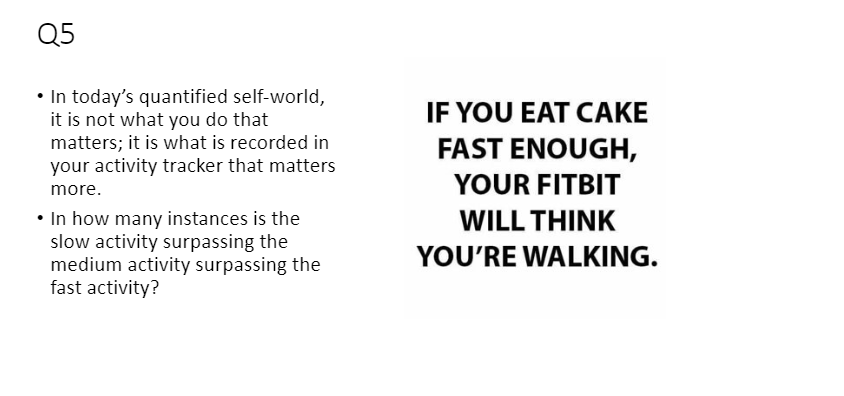 Q5
• In today’s quantified self-world,
it is not what you do that
matters; it is what is recorded in
your activity tracker that matters
more.
• In how many instances is the
slow activity surpassing the
medium activity surpassing the
fast activity?
IF YOU EAT CAKE
FAST ENOUGH,
YOUR FITBIT
WILL THINK
YOU’RE WALKING.